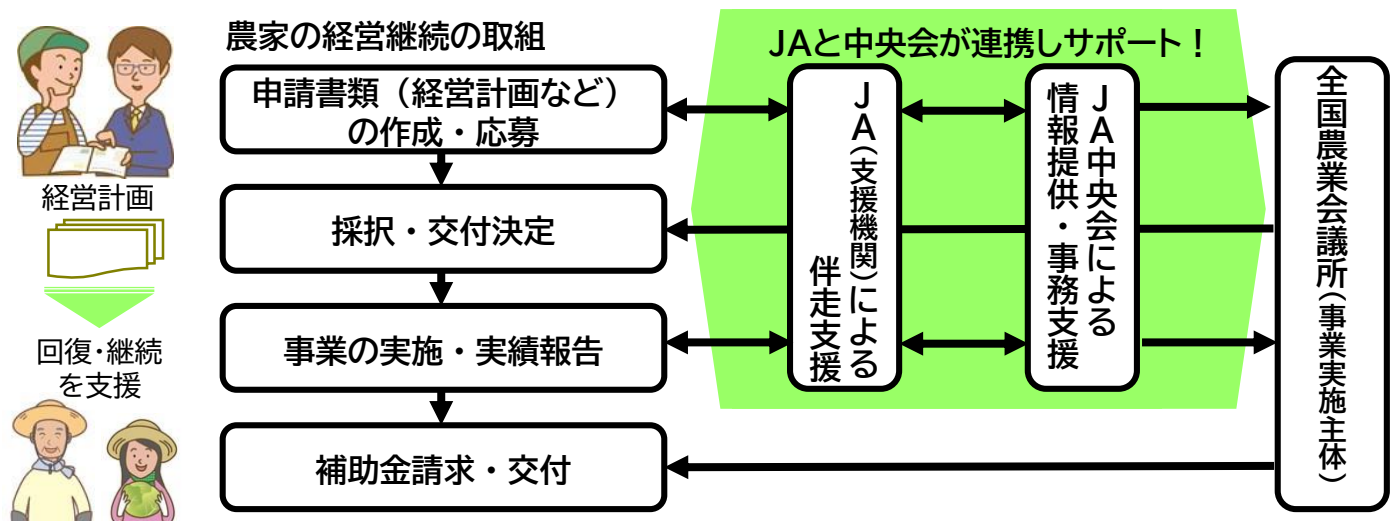 農家の経営継続の取組
JAと中央会が連携しサポート！
経営計画
回復・継続
を支援
申請書類（経営計画など）
の作成・応募
採択・交付決定
事業の実施・実績報告
補助金請求・交付
ＪＡ（支援機関）による
伴走支援
ＪＡ中央会による
情報提供・事務支援
全国農業会議所（事業実施主体）